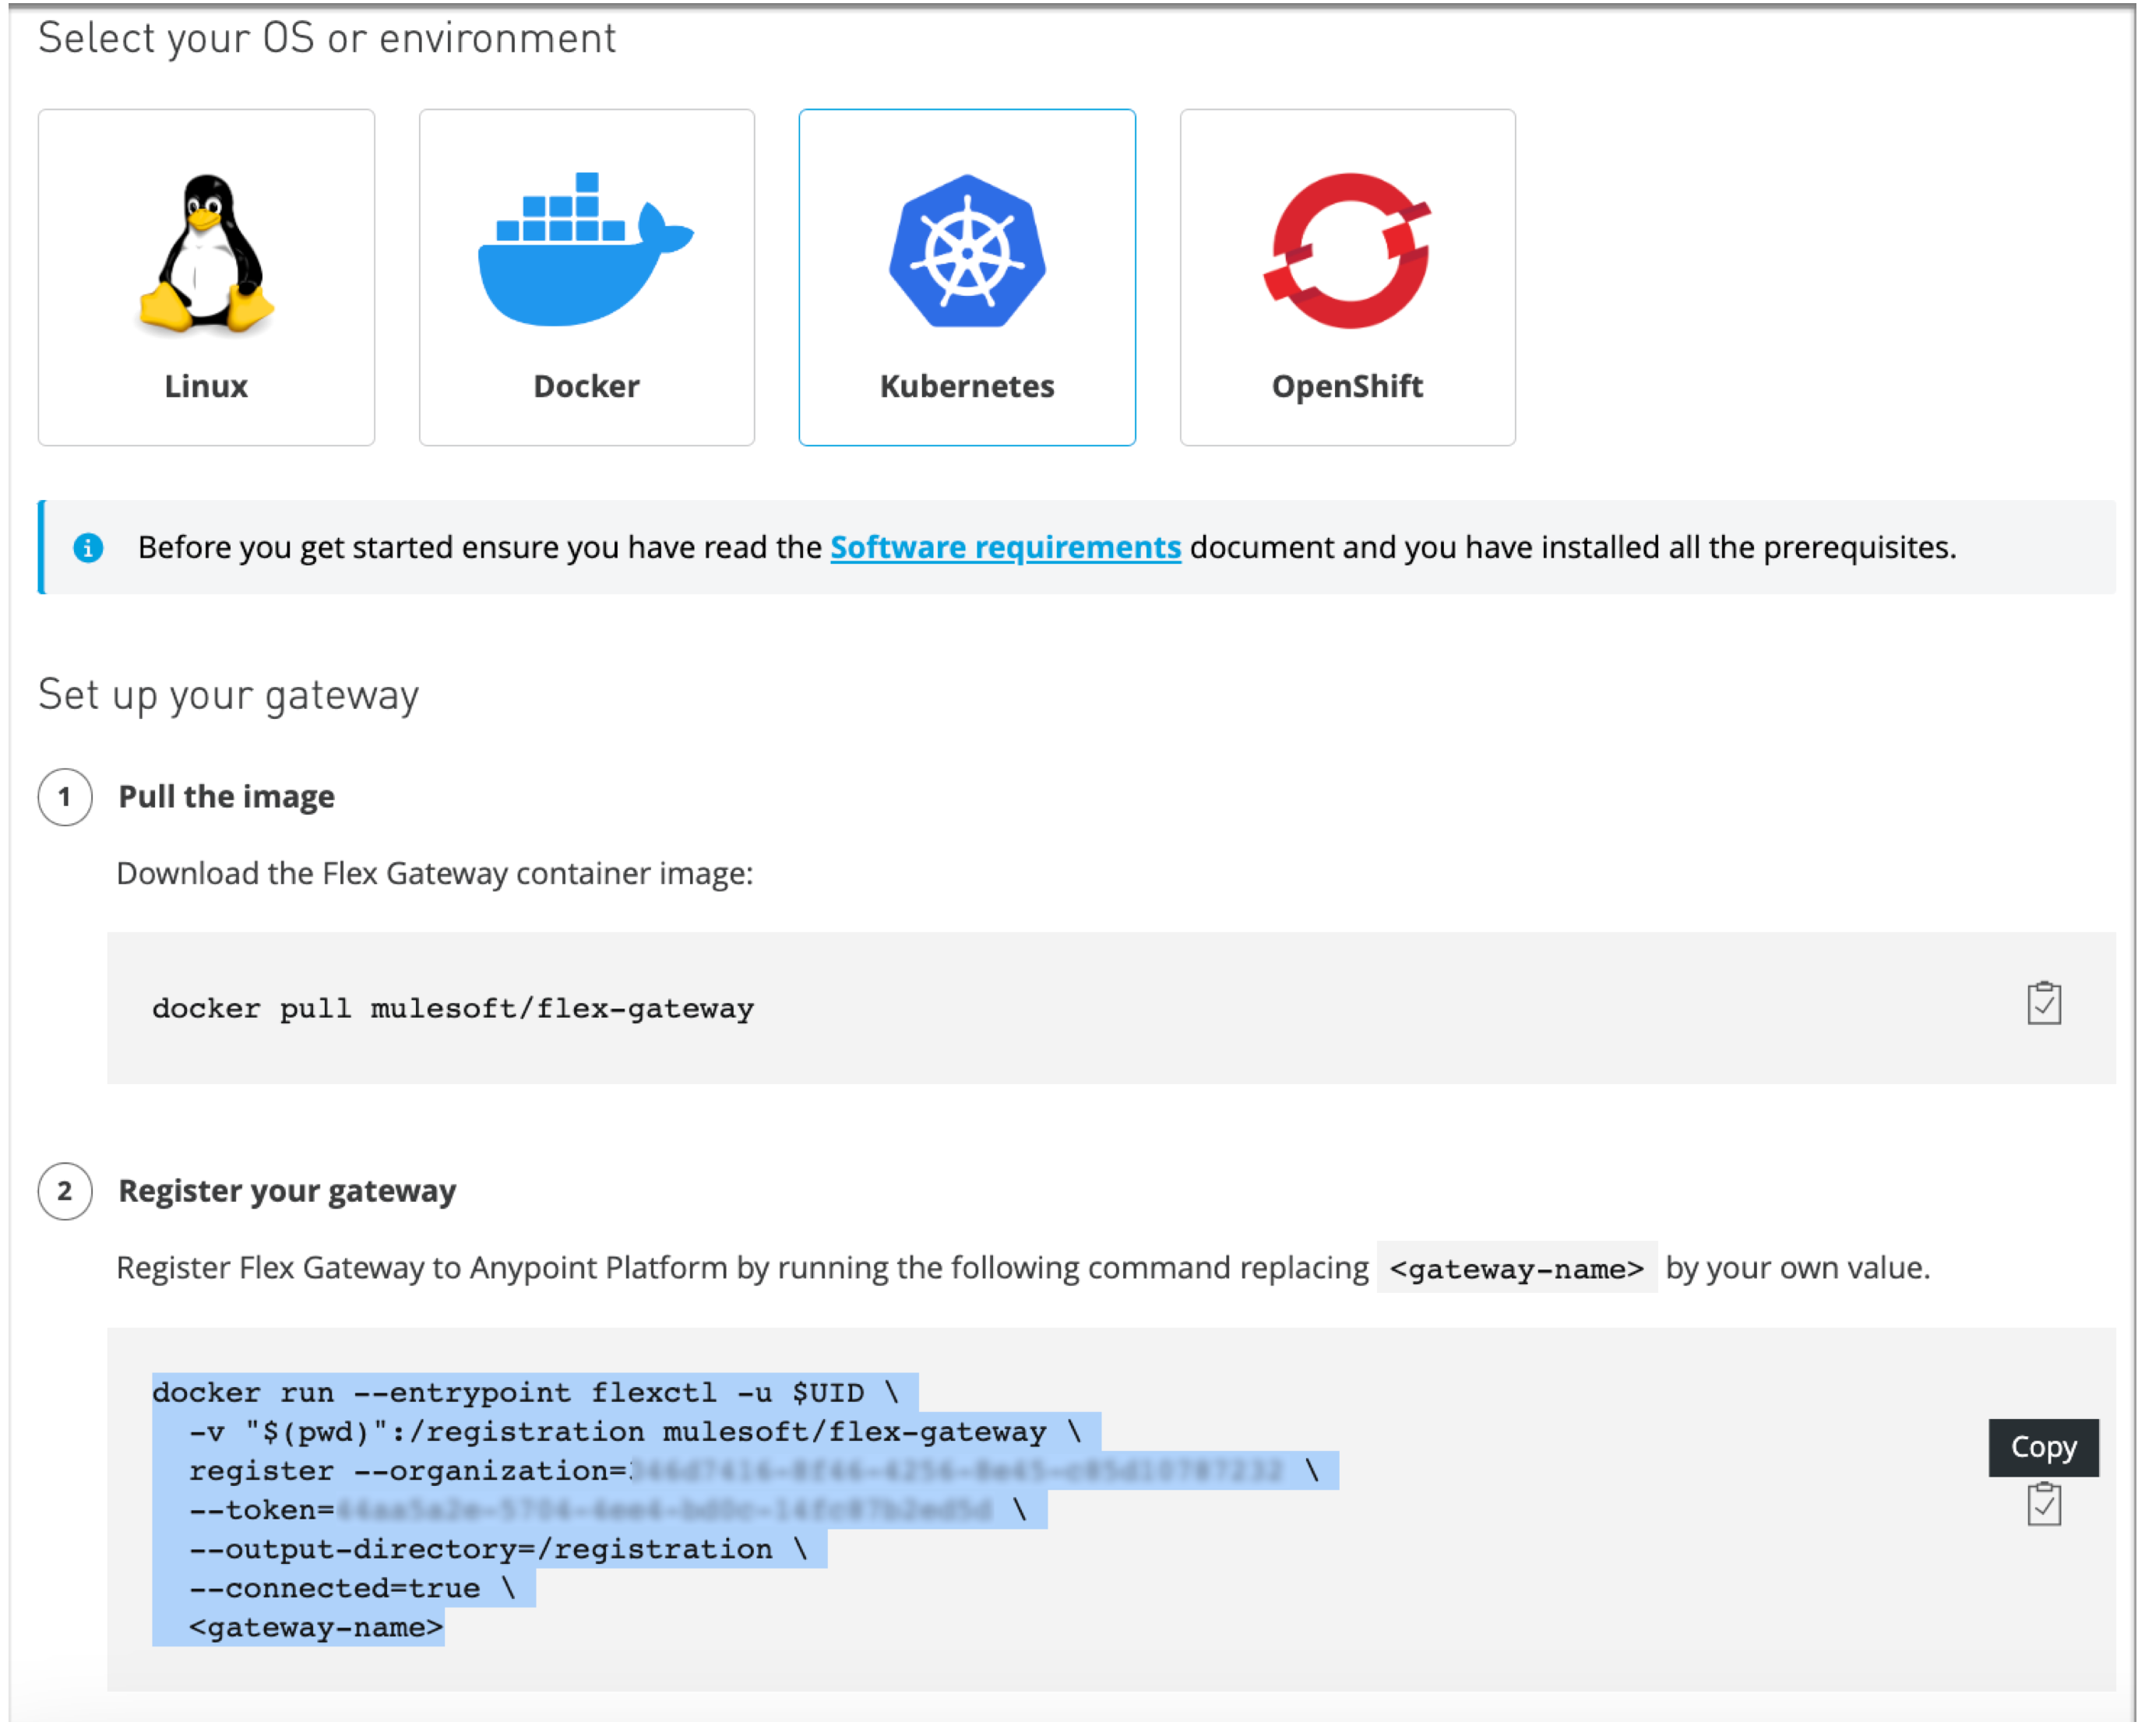 Select your OS or environment
Linux
Docker
Kubernetes
OpenShift
Before you get started ensure you have read the Software requirements document and you have installed all the prerequisites.
Set up your gateway
1 Pull the image
Download the Flex Gateway container image:
docker pull mulesoft/flex-gateway
2 Register your gateway
Register Flex Gateway to Anypoint Platform by running the following command replacing <gateway-name> by your own value.
docker run --entrypoint flexctl -u $UID \
-v "$(pwd)":/registration mulesoft/flex-gateway \
register --organization= \
--token= \
--output-directory=/registration \
--connected=true \
<gateway-name>
Copy